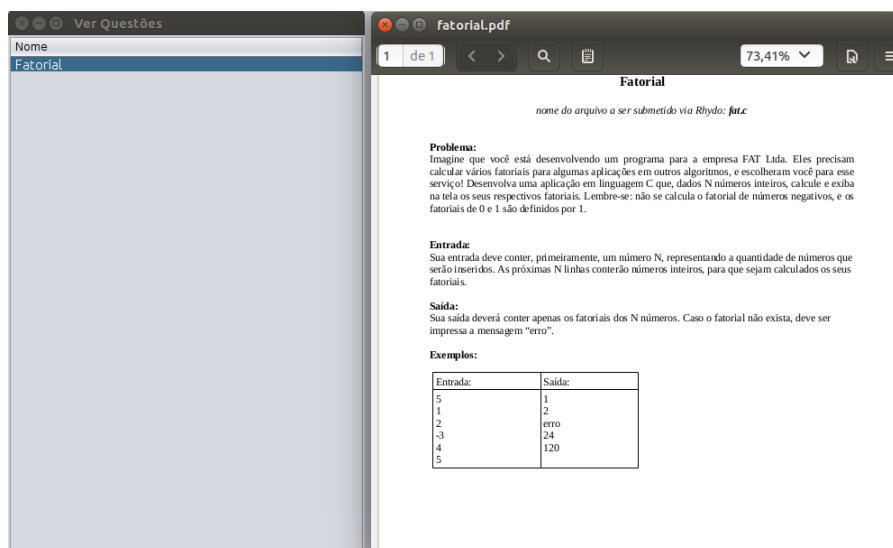 Ver Questões
Nome
Fatorial
fatorial.pdf
1 de 1
73,41%
Fatorial
nome do arquivo a ser submetido via Rhydo: fat.c
Problema:
Imagine que você está desenvolvendo um programa para a empresa FAT Ltda. Eles precisam
calcular vários fatoriais para algumas aplicações em outros algoritmos, e escolheram você para esse
serviço! Desenvolva uma aplicação em linguagem C que, dados N números inteiros, calcule e exiba
na tela os seus respectivos fatoriais. Lembre-se: não se calcula o fatorial de números negativos, e os
fatoriais de 0 e 1 são definidos por 1.
Entrada:
Sua entrada deve conter, primeiramente, um número N, representando a quantidade de números que
serão inseridos. As próximas N linhas conterão números inteiros, para que sejam calculados os seus
fatoriais.
Saída:
Sua saída deverá conter apenas os fatoriais dos N números. Caso o fatorial não exista, deve ser
impressa a mensagem “erro”.
Exemplos:
Entrada:
5
1
2
-3
4
5
Saída:
1
2
erro
24
120